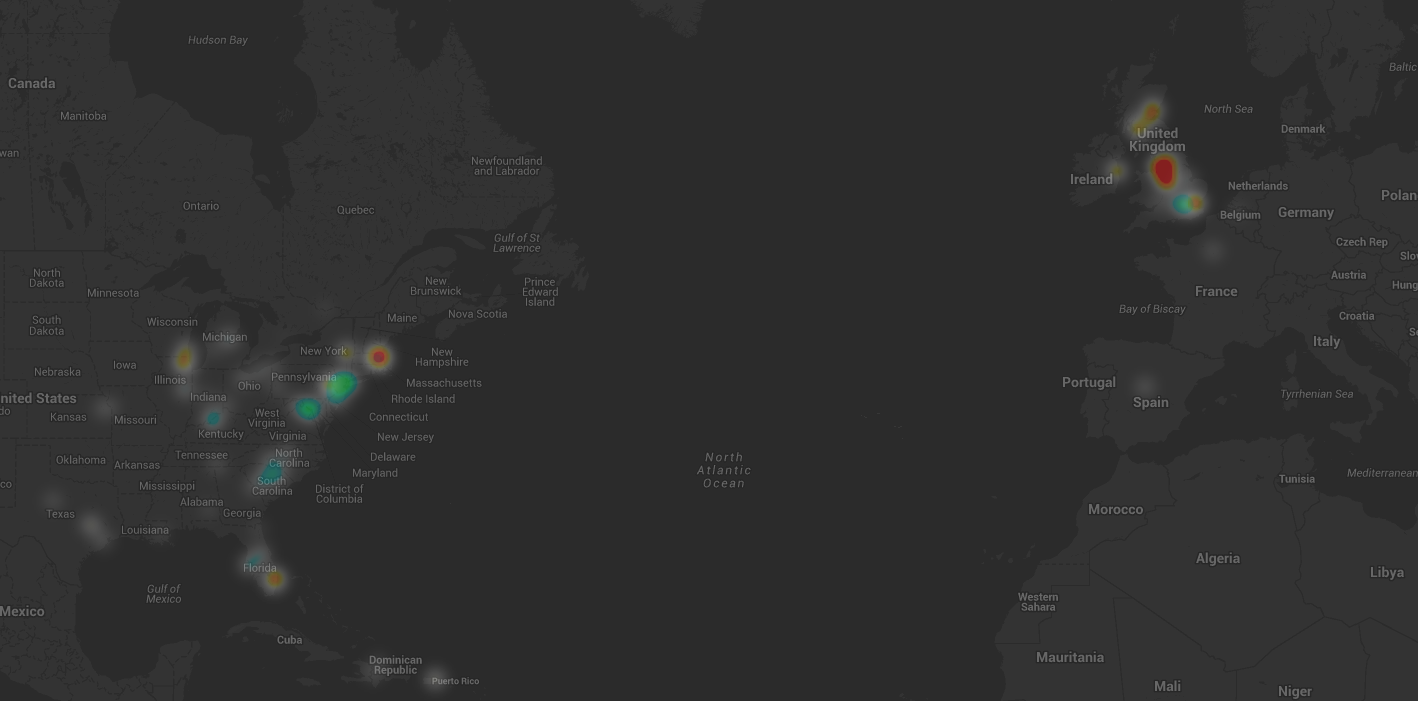 Hudson Bay
Canada
Manitoba
wan
Newfoundland
and Labrador
Ontario
Quebec
Gulf of St
Lawrence
North
Dakota
Minnesota
New
Brunswick
Prince
Edward
Island
South
Dakota
Wisconsin
Michigan
Maine
Nova Scotia
New York
New
Hampshire
Iowa
Nebraska
Illinois
Ohio
Pennsylvania
Massachusetts
nited States
Indiana
Rhode Island
do
Kansas
Missouri
West
Virginia
Connecticut
Kentucky
Virginia
New Jersey
Oklahoma
Arkansas
Tennessee
North
Carolina
Delaware
Maryland
co
Mississippi
South
Carolina
District of
Columbia
Alabama
Texas
Georgia
Louisiana
Florida
Gulf of
Mexico
Mexico
Cuba
Dominican
Republic
Puerto Rico
North
Atlantic
Ocean
Baltic
North Sea
Denmark
United
Kingdom
Ireland
Netherlands
Polan
Belgium
Germany
Czech Rep
Slov
Austria
Hung
France
Bay of Biscay
Croatia
S
Italy
Portugal
Spain
Tyrrhenian Sea
Mediterranean
Tunisia
Morocco
Algeria
Libya
Western
Sahara
Mauritania
Mali
Niger